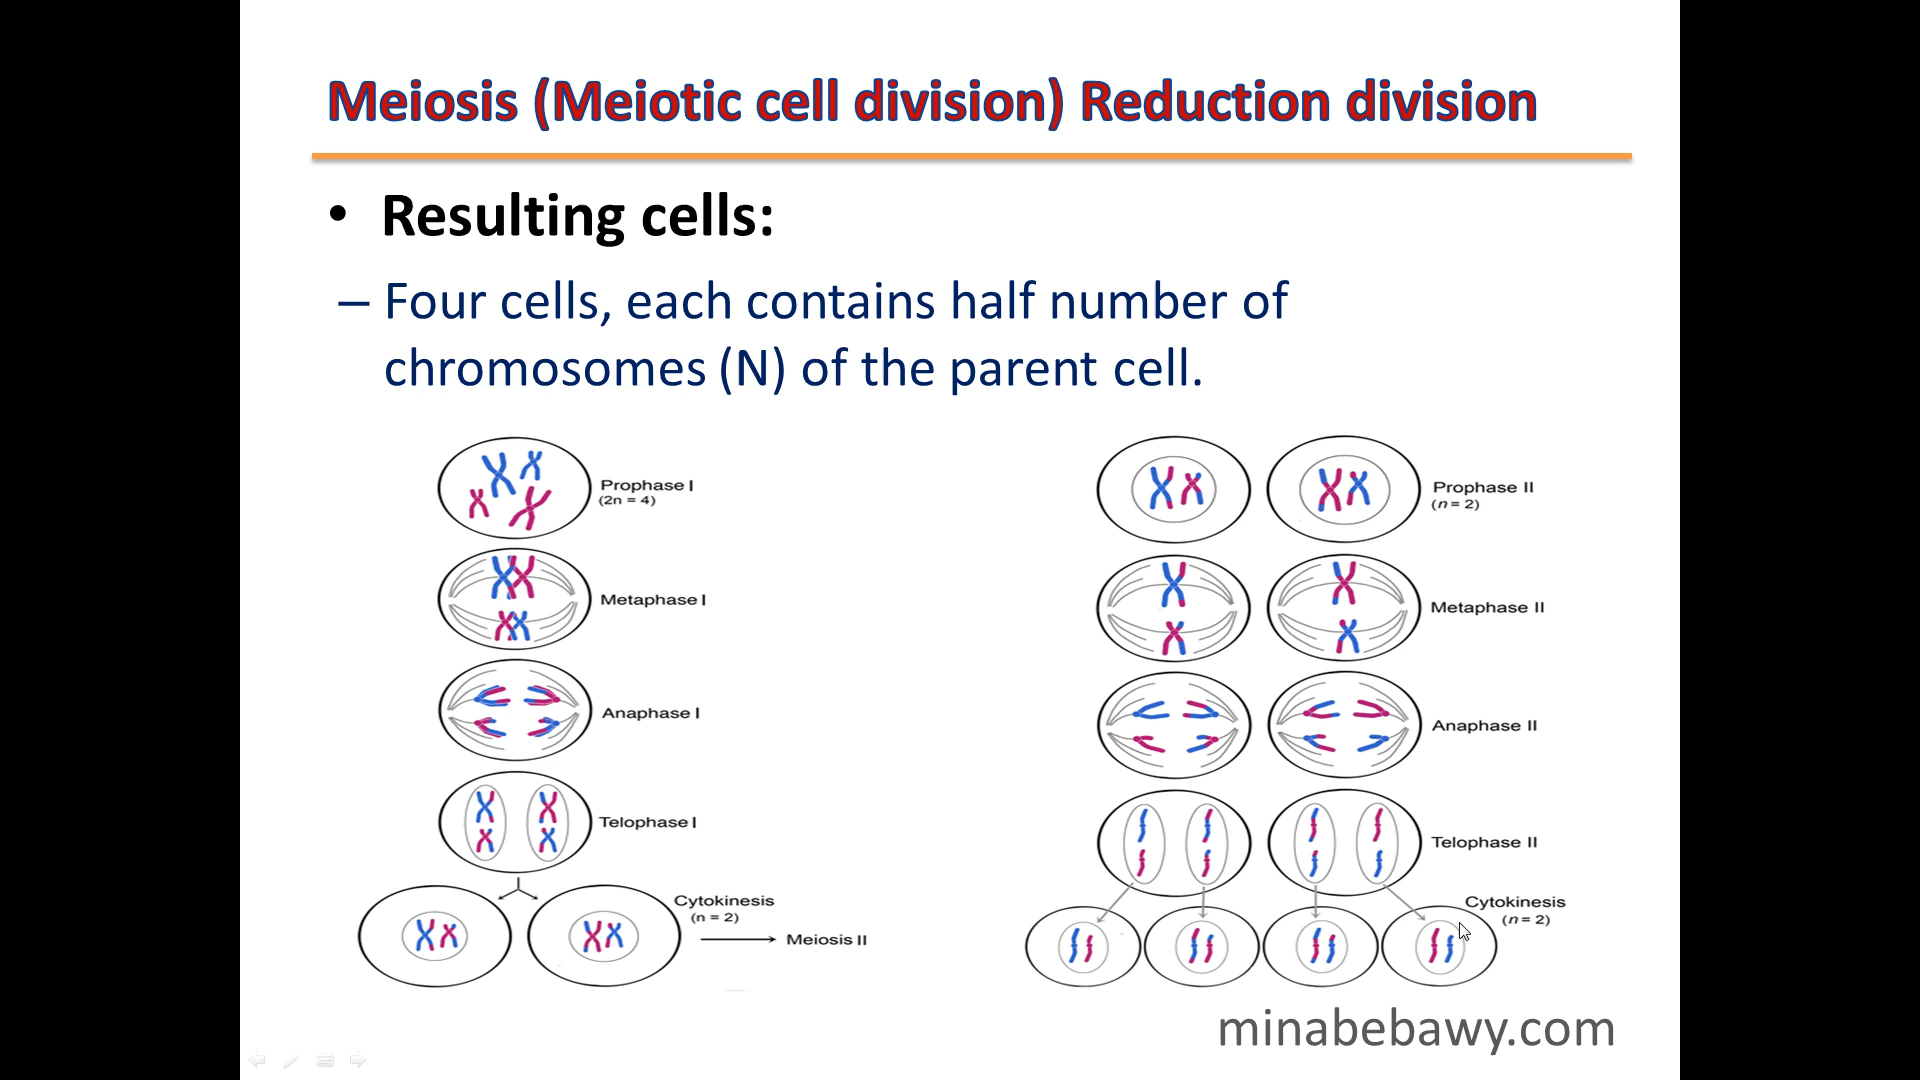 Meiosis (Meiotic cell division) Reduction division
• Resulting cells:
– Four cells, each contains half number of
chromosomes (N) of the parent cell.
Prophase I
(2n = 4)
Metaphase I
Anaphase I
Telophase I
Cytokinesis
(n = 2)
Meiosis II
Prophase II
(n = 2)
Metaphase II
Anaphase II
Telophase II
Cytokinesis
(n = 2)
minabebawy.com